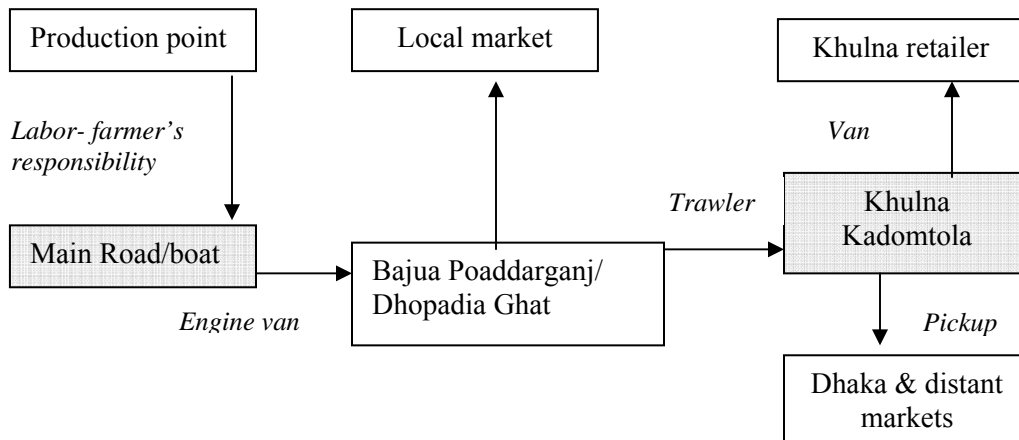 Production point
Local market
Khulna retailer
Labor- farmer's
responsibility
Van
Trawler
Khulna
Kadomtola
Main Road/boat
Bajua Poaddarganj/
Dhopadia Ghat
Engine van
Pickup
Dhaka & distant
markets